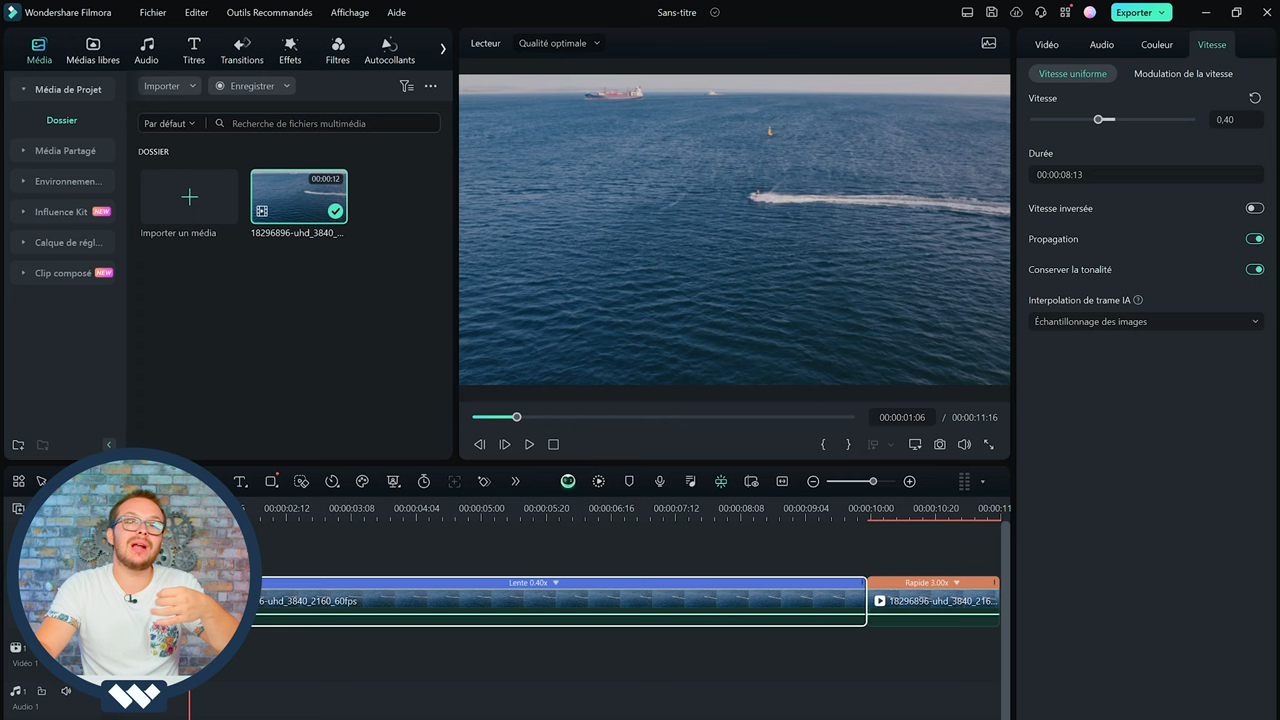 Wondershare Filmora Fichier Editer Outils Recommandés Affichage Aide Sans-titre Exporter
Média Médias libres Audio Titres Transitions Effets Filtres Autocollants
Lecteur Qualité optimale
Vidéo Audio Couleur Vitesse
Média de Projet
Dossier
Média Partagé
Environnemen...
Influence Kit NEW
Calque de régl...
Clip composé NEW
Importer Enregistrer
Par défaut Recherche de fichiers multimédia
DOSSIER
00:00:12
Importer un média 18296896-uhd_3840_...
00:00:01:06 / 00:00:11:16
Vitesse uniforme Modulation de la vitesse
Vitesse
0,40
Durée
00:00:08:13
Vitesse inversée
Propagation
Conserver la tonalité
Interpolation de trame IA
Échantillonnage des images
00:00:02:12 00:00:03:08 00:00:04:04 00:00:05:00 00:00:05:20 00:00:06:16 00:00:07:12 00:00:08:08 00:00:09:04 00:00:10:00 00:00:10:20 00:00:11
Lente 0.40x Rapide 3.00x
6-uhd_3840_2160_60fps 18296896-uhd_3840_216...
1
Vidéo 1
1
Audio 1